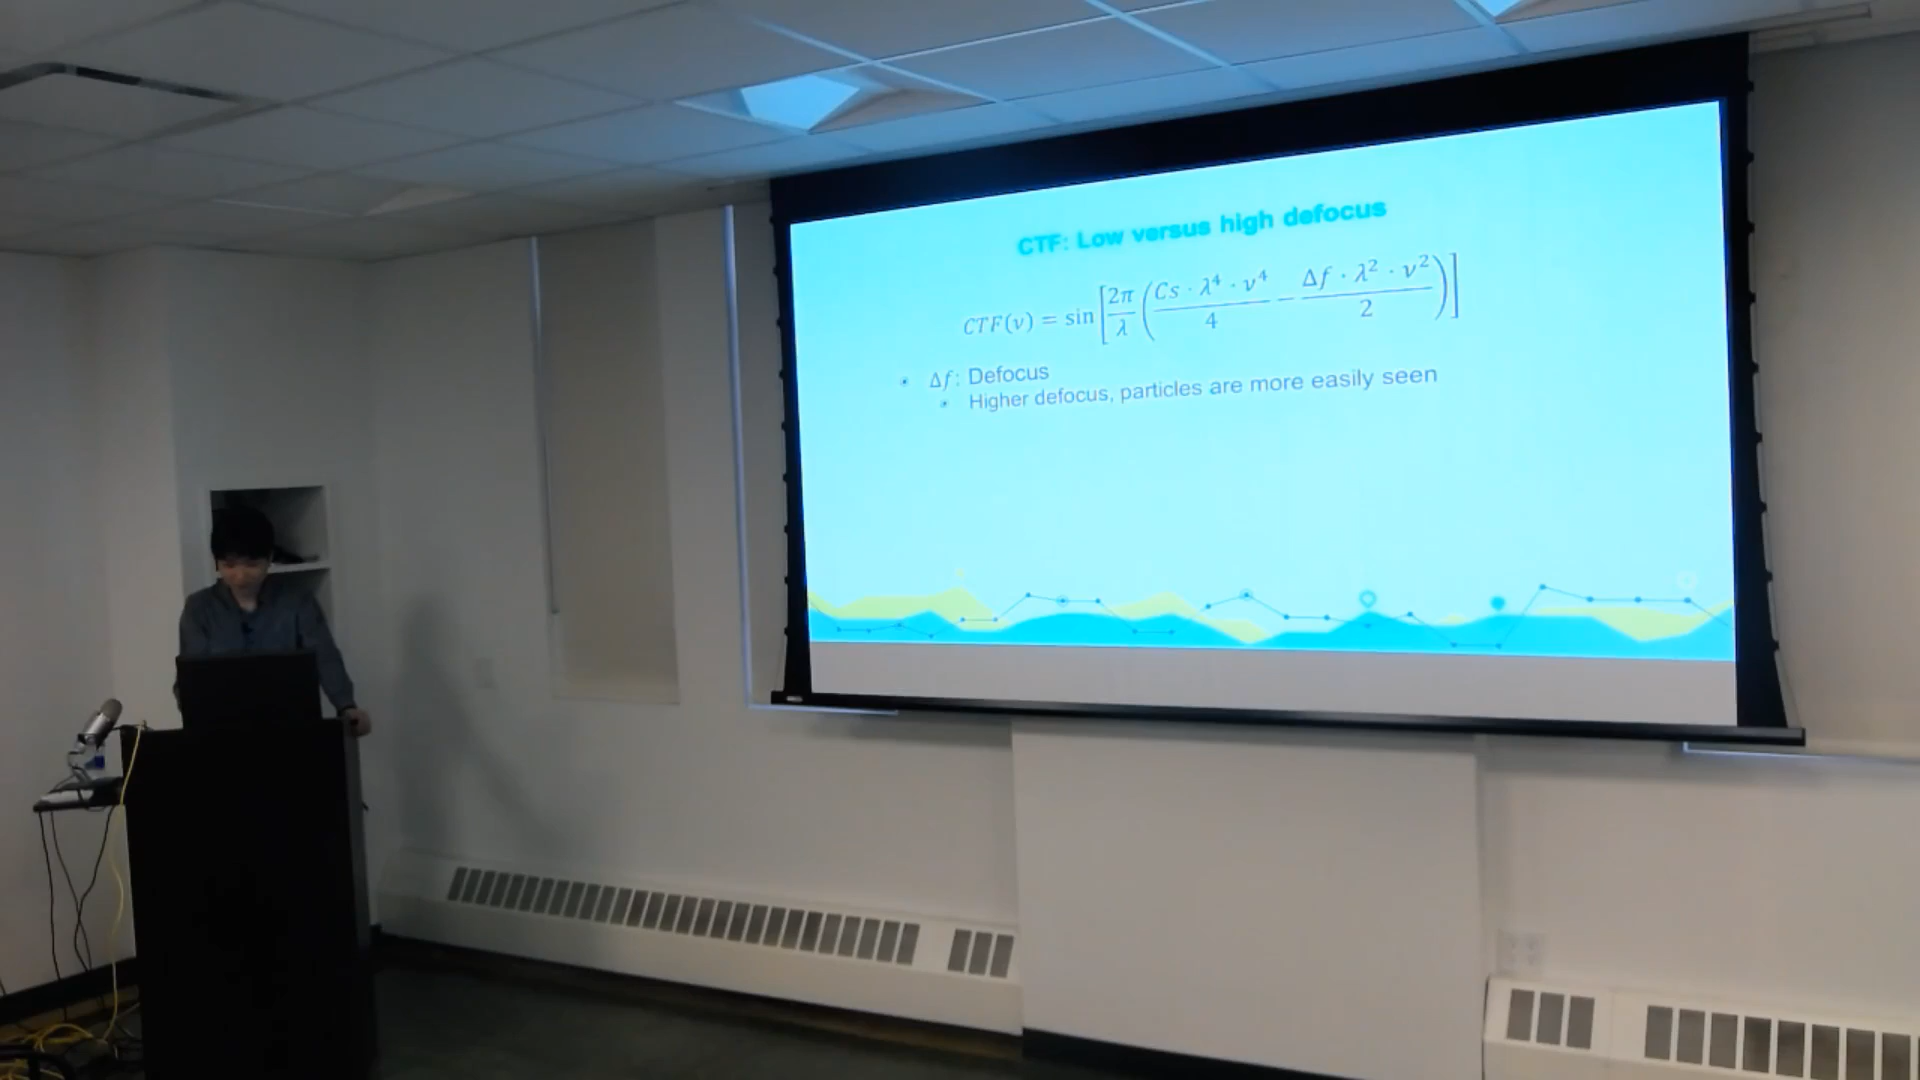 CTF: Low versus high defocus
CTF(ν) = sin[2π/λ (Cs · λ⁴ · ν⁴/4 − Δf · λ² · ν²/2)]
• Δf: Defocus
• Higher defocus, particles are more easily seen